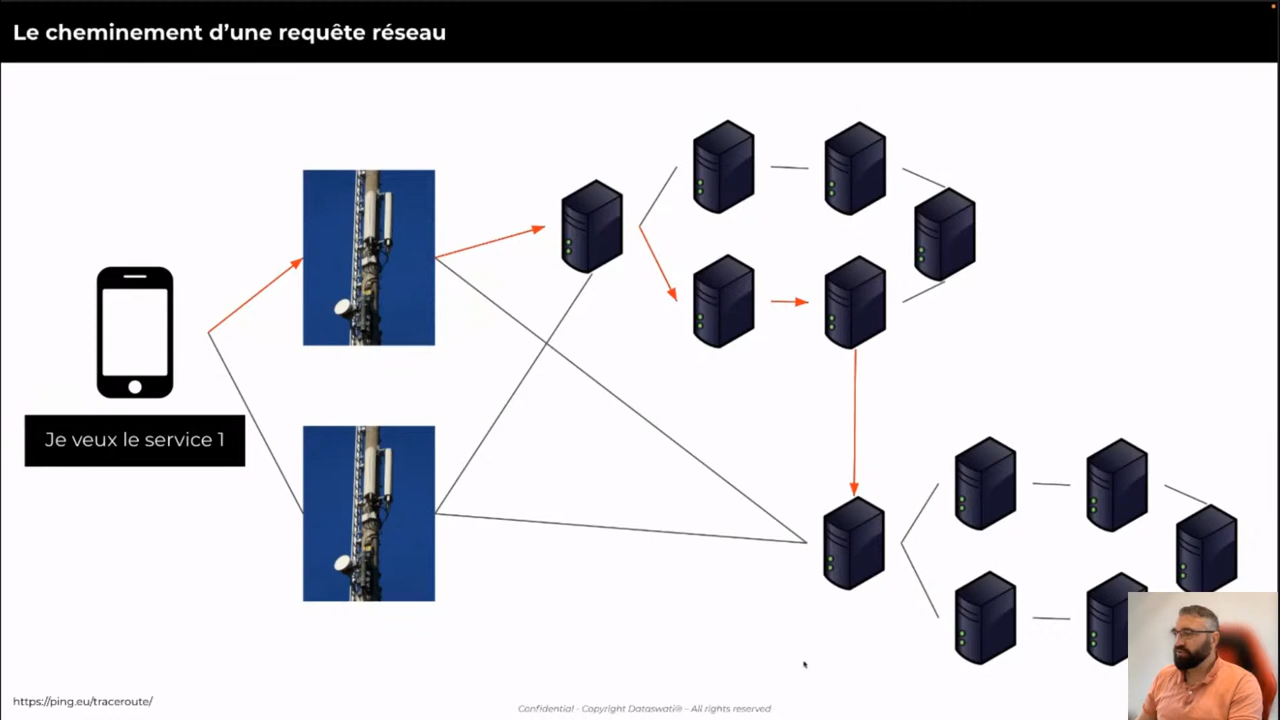 Le cheminement d’une requête réseau
Je veux le service 1
https://ping.eu/traceroute/
Confidential - Copyright Dataswati® - All rights reserved